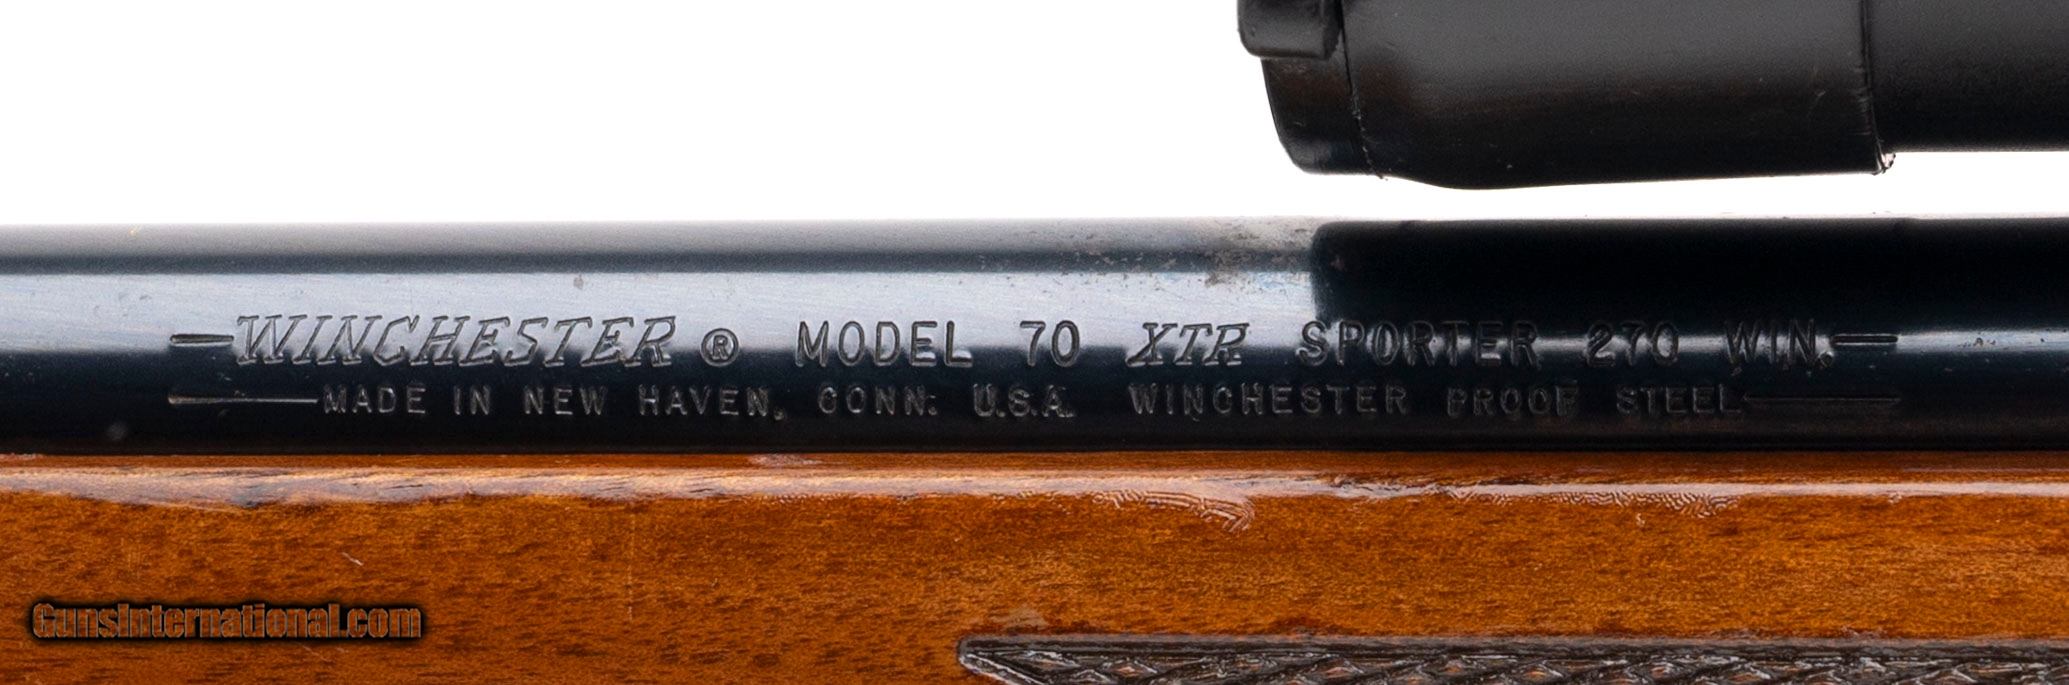 WINCHESTER ® MODEL 70 XTR SPORTER 270 WIN.
MADE IN NEW HAVEN, CONN. U.S.A. WINCHESTER PROOF STEEL
GunsInternational.com